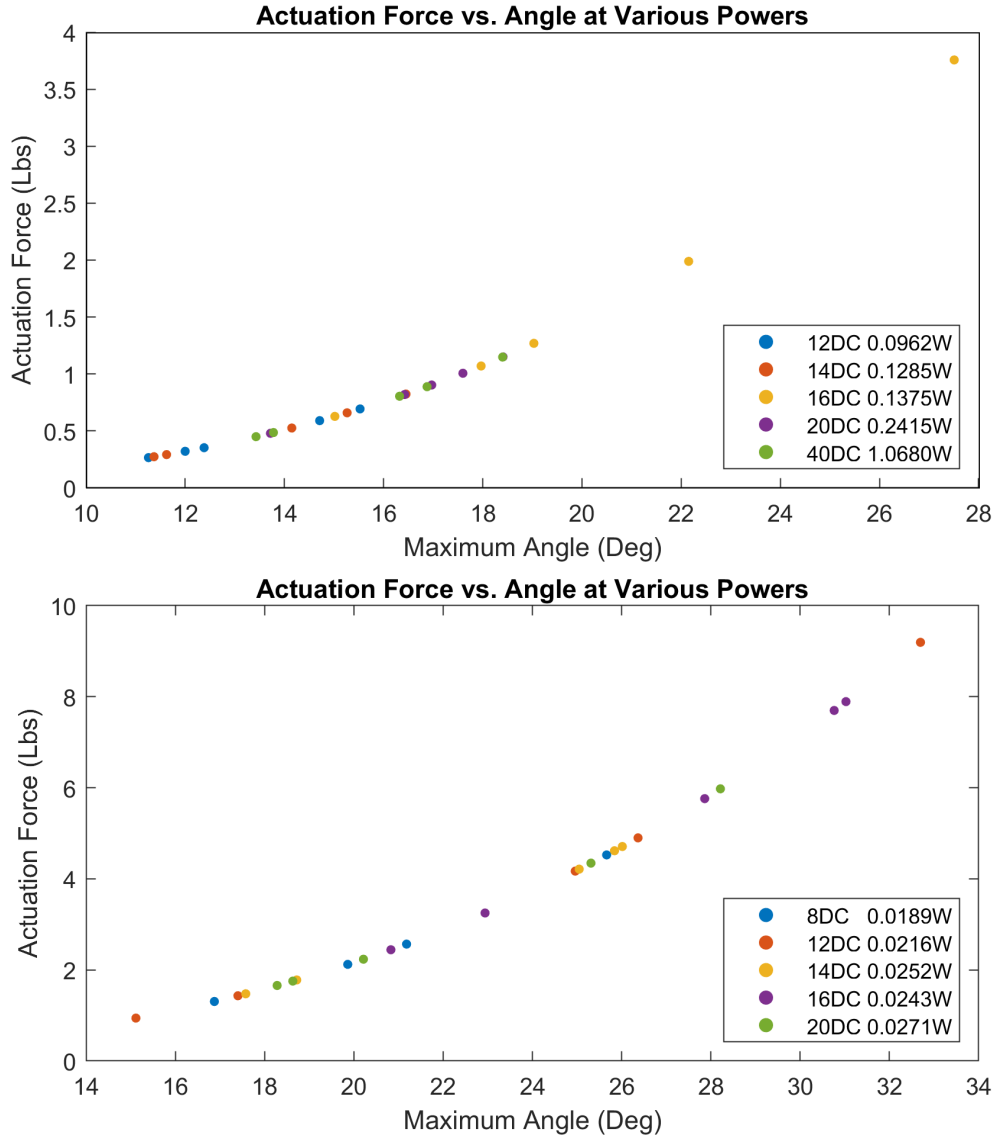 Actuation Force vs. Angle at Various Powers
4
3.5
3
2.5
2
1.5
1
0.5
0
Actuation Force (Lbs)
12DC 0.0962W
14DC 0.1285W
16DC 0.1375W
20DC 0.2415W
40DC 1.0680W
10 12 14 16 18 20 22 24 26 28
Maximum Angle (Deg)
Actuation Force vs. Angle at Various Powers
10
8
6
4
2
0
Actuation Force (Lbs)
8DC 0.0189W
12DC 0.0216W
14DC 0.0252W
16DC 0.0243W
20DC 0.0271W
14 16 18 20 22 24 26 28 30 32 34
Maximum Angle (Deg)